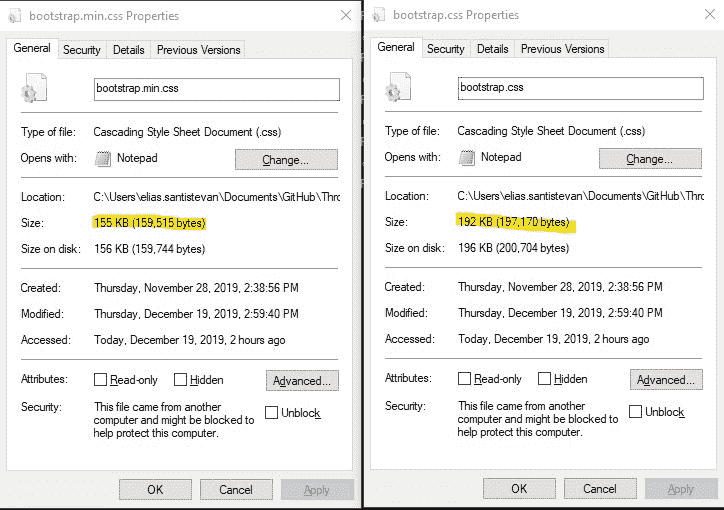 bootstrap.min.css Properties
General Security Details Previous Versions
bootstrap.min.css
Type of file: Cascading Style Sheet Document (.css)
Opens with: Notepad Change...
Location: C:\Users\elias.santistevan\Documents\GitHub\Thro
Size: 155 KB (159,515 bytes)
Size on disk: 156 KB (159,744 bytes)
Created: Thursday, November 28, 2019, 2:38:56 PM
Modified: Thursday, December 19, 2019, 2:59:40 PM
Accessed: Today, December 19, 2019, 2 hours ago
Attributes: Read-only Hidden Advanced...
Security: This file came from another
computer and might be blocked to
help protect this computer.
Unblock
OK Cancel Apply
bootstrap.css Properties
General Security Details Previous Versions
bootstrap.css
Type of file: Cascading Style Sheet Document (.css)
Opens with: Notepad Change...
Location: C:\Users\elias.santistevan\Documents\GitHub\Thro
Size: 192 KB (197,170 bytes)
Size on disk: 196 KB (200,704 bytes)
Created: Thursday, November 28, 2019, 2:38:56 PM
Modified: Thursday, December 19, 2019, 2:59:40 PM
Accessed: Today, December 19, 2019, 2 hours ago
Attributes: Read-only Hidden Advanced...
Security: This file came from another
computer and might be blocked to
help protect this computer.
Unblock
OK Cancel Apply